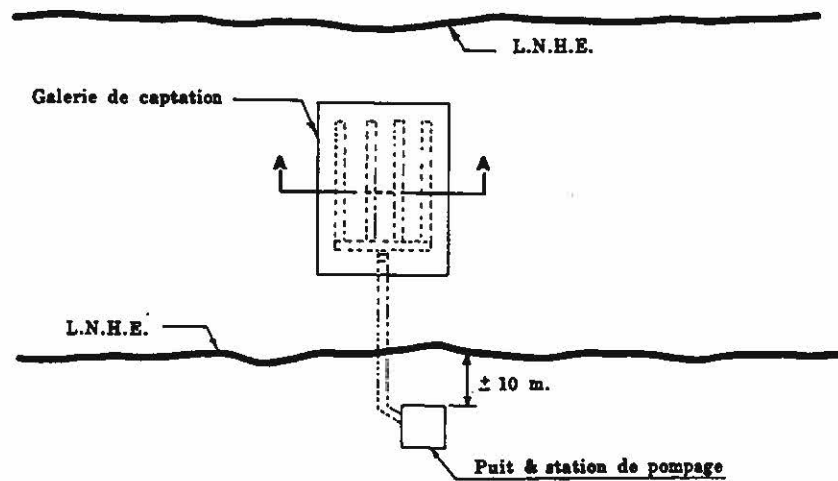 L.N.H.E.
Galerie de captation
A A
L.N.H.E.
± 10 m.
Puit & station de pompage